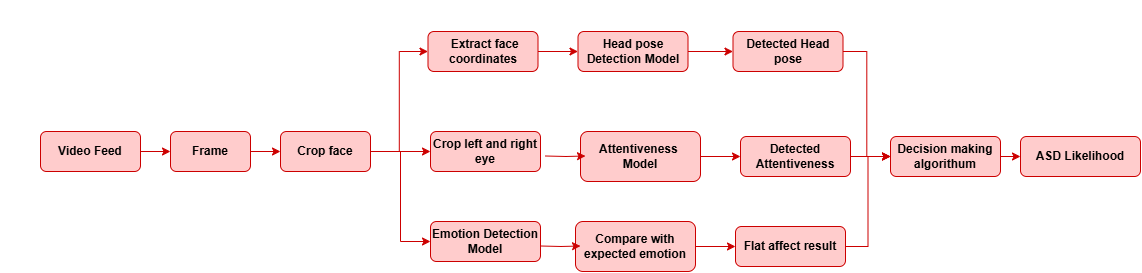 Extract face
coordinates
Head pose
Detection Model
Detected Head
pose
Video Feed
Frame
Crop face
Crop left and right
eye
Attentiveness
Model
Detected
Attentiveness
Decision making
algorithum
ASD Likelihood
Emotion Detection
Model
Compare with
expected emotion
Flat affect result